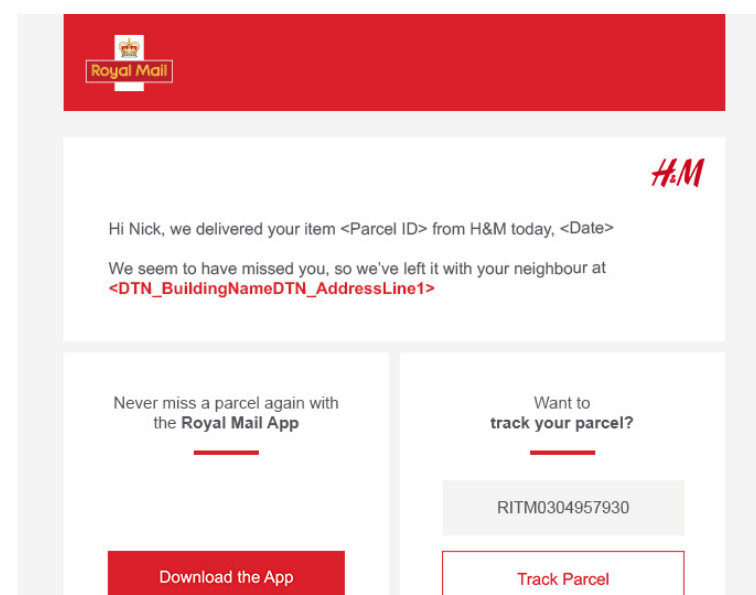 Royal Mail
H&M
Hi Nick, we delivered your item <Parcel ID> from H&M today, <Date>
We seem to have missed you, so we've left it with your neighbour at
<DTN_BuildingNameDTN_AddressLine1>
Never miss a parcel again with
the Royal Mail App
Download the App
Want to
track your parcel?
RITM0304957930
Track Parcel